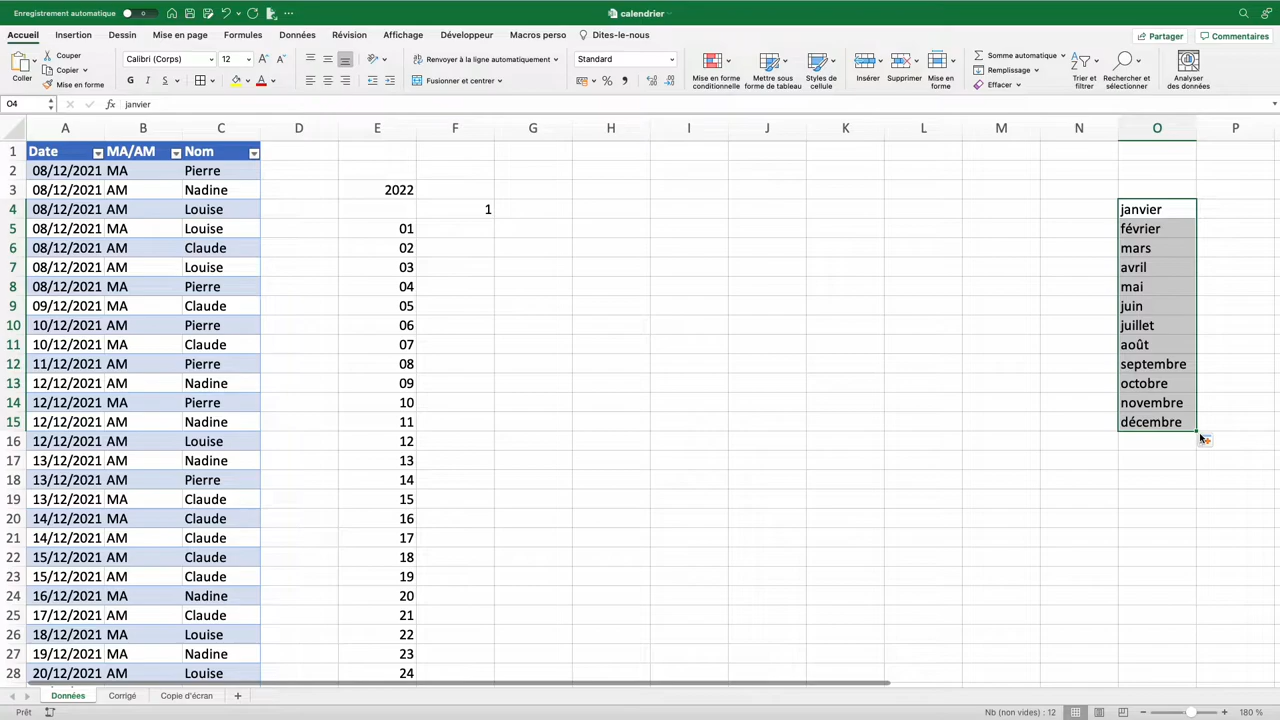 Enregistrement automatique
calendrier
Accueil Insertion Dessin Mise en page Formules Données Révision Affichage Développeur Macros perso Dites-le-nous Partager Commentaires
Coller Couper Copier Mise en forme
Calibri (Corps) 12
G I S
Renvoyer à la ligne automatiquement
Fusionner et centrer
Standard
Mise en forme conditionnelle
Mettre sous forme de tableau
Styles de cellule
Insérer Supprimer Mise en forme
Somme automatique
Remplissage
Effacer
Trier et filtrer
Rechercher et sélectionner
Analyser des données
O4 fx janvier
A B C D E F G H I J K L M N O P
1 Date MA/AM Nom
2 08/12/2021 MA Pierre
3 08/12/2021 AM Nadine 2022
4 08/12/2021 AM Louise 1 janvier
5 08/12/2021 MA Louise 01 février
6 08/12/2021 AM Claude 02 mars
7 08/12/2021 AM Louise 03 avril
8 08/12/2021 AM Pierre 04 mai
9 09/12/2021 MA Claude 05 juin
10 10/12/2021 AM Pierre 06 juillet
11 10/12/2021 MA Claude 07 août
12 11/12/2021 AM Pierre 08 septembre
13 12/12/2021 AM Nadine 09 octobre
14 12/12/2021 MA Pierre 10 novembre
15 12/12/2021 AM Nadine 11 décembre
16 12/12/2021 AM Louise 12
17 13/12/2021 AM Nadine 13
18 13/12/2021 AM Pierre 14
19 13/12/2021 MA Claude 15
20 14/12/2021 MA Claude 16
21 14/12/2021 AM Claude 17
22 15/12/2021 AM Claude 18
23 15/12/2021 AM Claude 19
24 16/12/2021 MA Nadine 20
25 17/12/2021 AM Claude 21
26 18/12/2021 MA Louise 22
27 19/12/2021 MA Nadine 23
28 20/12/2021 AM Louise 24
Données Corrigé Copie d'écran +
Prêt Nb (non vides) : 12 180 %